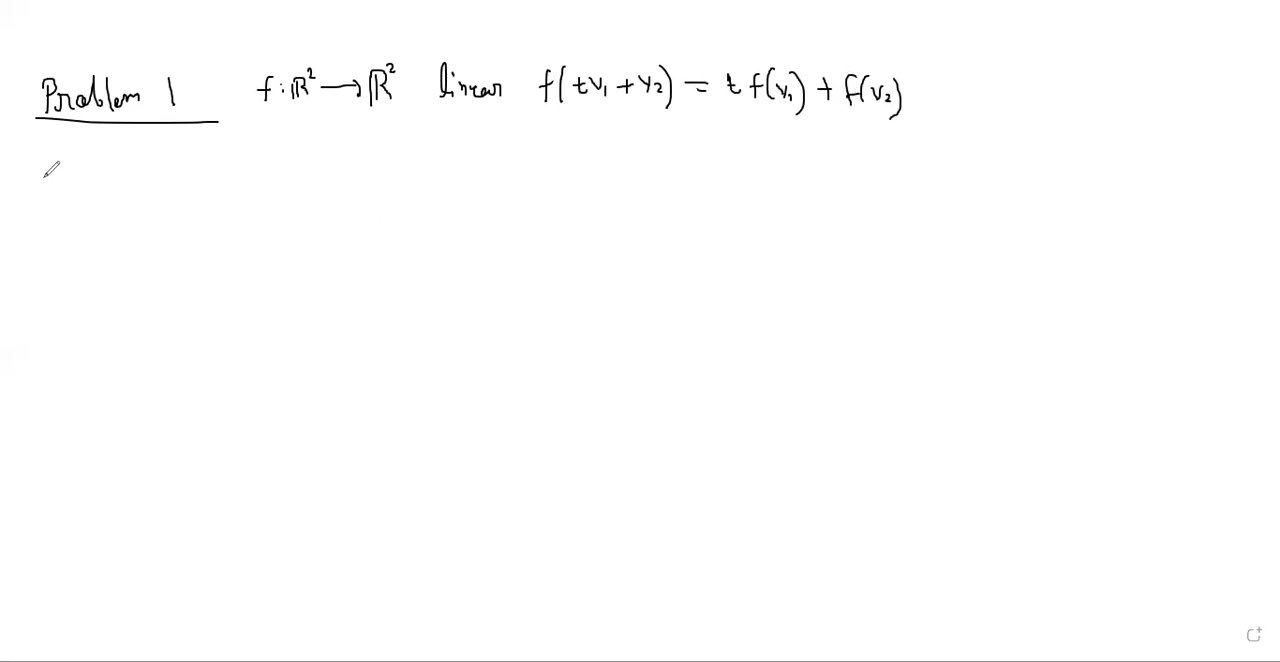 Problem 1 f : ℝ² ⟶ ℝ² linear f(tv₁ + v₂) = t f(v₁) + f(v₂)